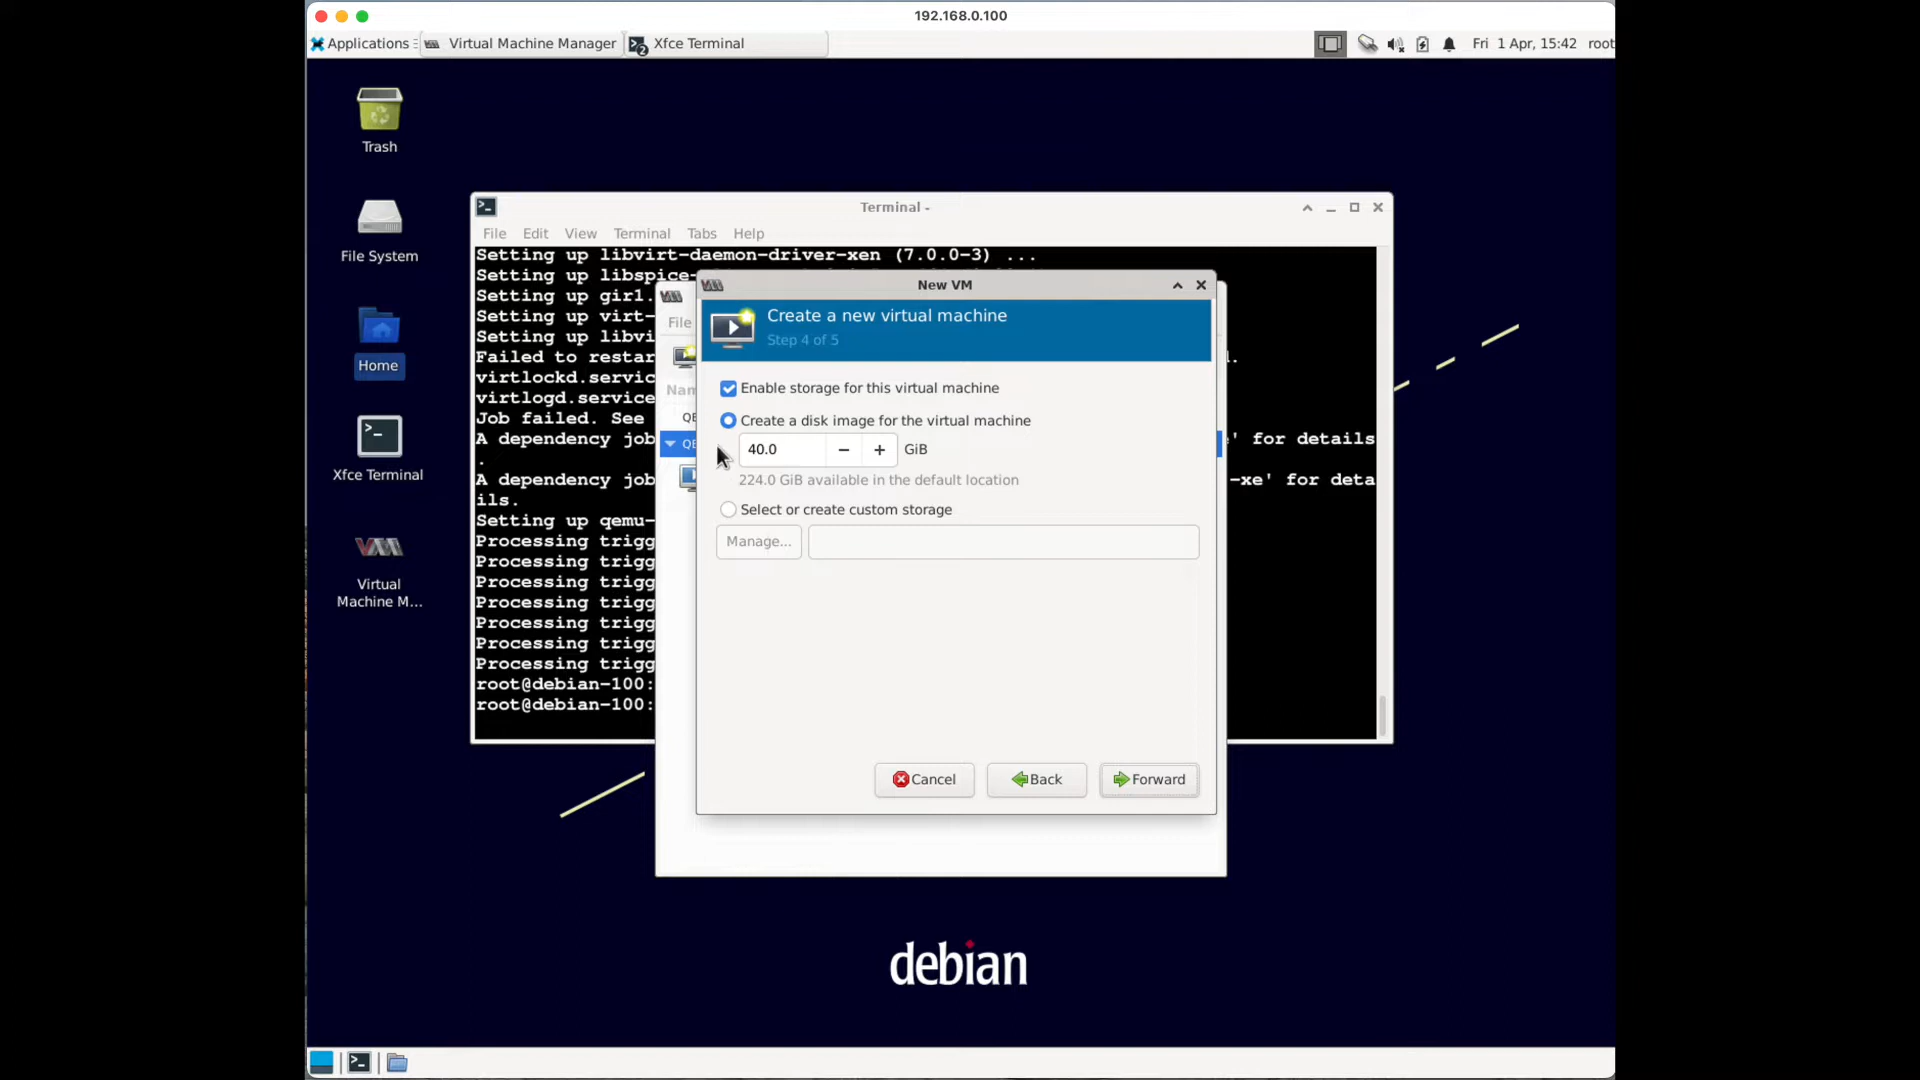 192.168.0.100
Applications
Virtual Machine Manager
Xfce Terminal
Fri 1 Apr, 15:42
root
Trash
File System
Home
Xfce Terminal
Virtual
Machine M...
Terminal -
File Edit View Terminal Tabs Help
Setting up libvirt-daemon-driver-xen (7.0.0-3) ...
Setting up libspice-
Setting up gir1.
Setting up virt-
Setting up libvi
Failed to restar
virtlockd.servic
virtlogd.service
Job failed. See
A dependency job
' for details
.
A dependency job
-xe' for deta
ils.
Setting up qemu-
Processing trigg
Processing trigg
Processing trigg
Processing trigg
Processing trigg
Processing trigg
Processing trigg
root@debian-100:
root@debian-100:
File
Nam
QE
QE
New VM
Create a new virtual machine
Step 4 of 5
Enable storage for this virtual machine
Create a disk image for the virtual machine
40.0 − + GiB
224.0 GiB available in the default location
Select or create custom storage
Manage...
Cancel
Back
Forward
debian